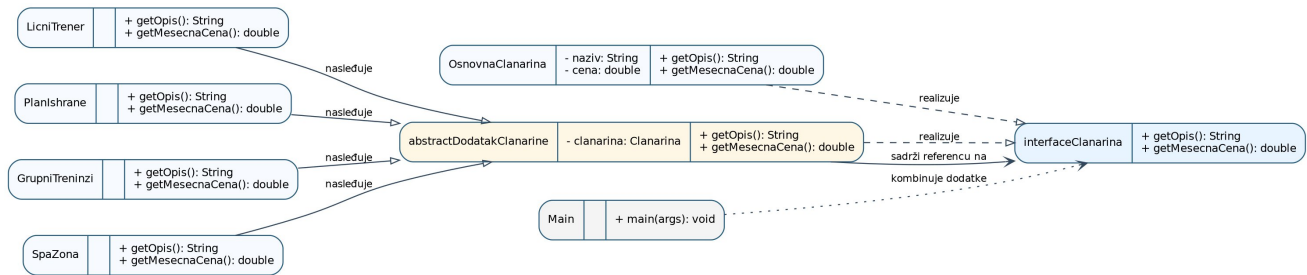 LicniTrener
+ getOpis(): String
+ getMesecnaCena(): double
PlanIshrane
+ getOpis(): String
+ getMesecnaCena(): double
GrupniTreninzi
+ getOpis(): String
+ getMesecnaCena(): double
SpaZona
+ getOpis(): String
+ getMesecnaCena(): double
nasleđuje
nasleđuje
nasleđuje
nasleđuje
OsnovnaClanarina
- naziv: String
- cena: double
+ getOpis(): String
+ getMesecnaCena(): double
abstractDodatakClanarine
- clanarina: Clanarina
+ getOpis(): String
+ getMesecnaCena(): double
Main
+ main(args): void
realizuje
realizuje
sadrži referencu na
kombinuje dodatke
interfaceClanarina
+ getOpis(): String
+ getMesecnaCena(): double